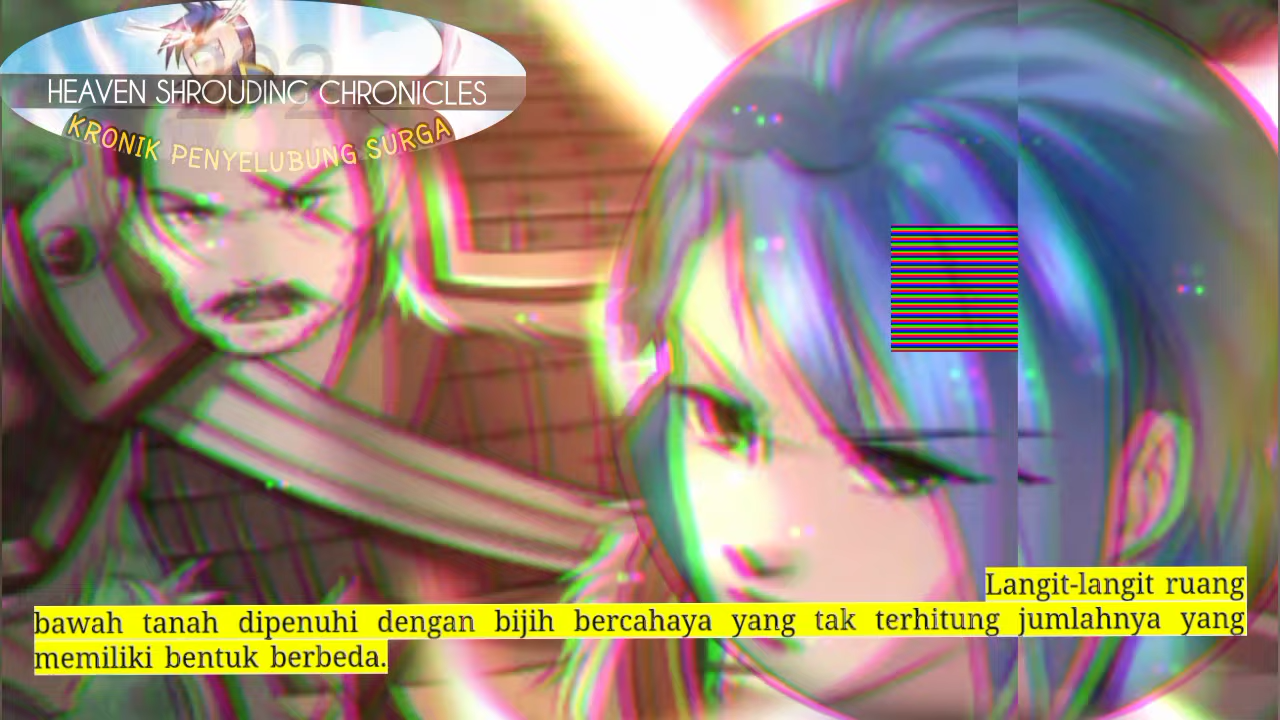 HEAVEN SHROUDING CHRONICLES
KRONIK PENYELUBUNG SURGA
Langit-langit ruang
bawah tanah dipenuhi dengan bijih bercahaya yang tak terhitung jumlahnya yang
memiliki bentuk berbeda.